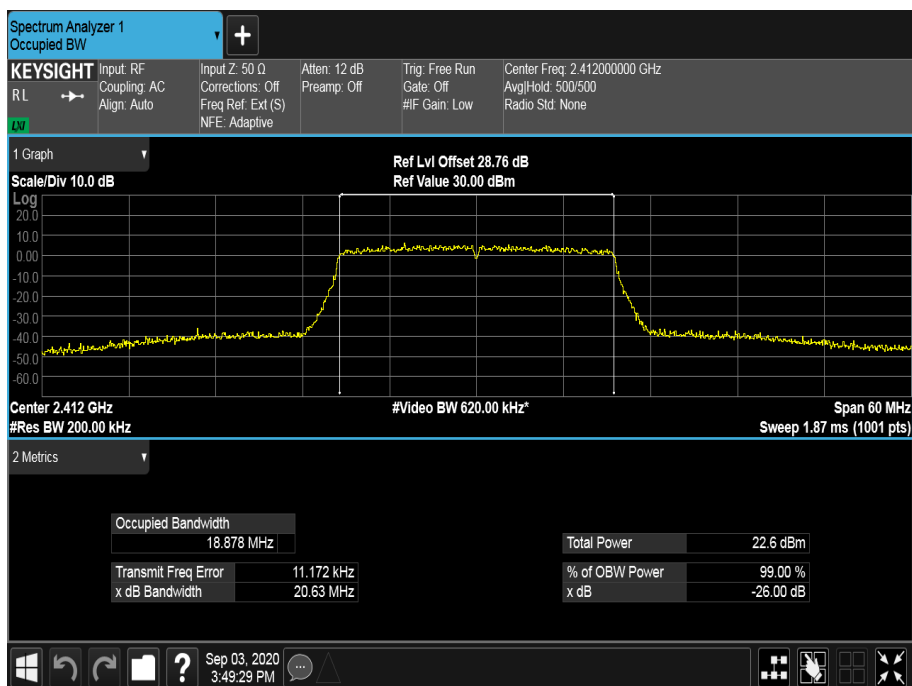 Spectrum Analyzer 1
Occupied BW
+
KEYSIGHT
R L
LXI
Input: RF
Coupling: AC
Align: Auto
Input Z: 50 Ω
Corrections: Off
Freq Ref: Ext (S)
NFE: Adaptive
Atten: 12 dB
Preamp: Off
Trig: Free Run
Gate: Off
#IF Gain: Low
Center Freq: 2.412000000 GHz
Avg|Hold: 500/500
Radio Std: None
1 Graph
Scale/Div 10.0 dB
Ref Lvl Offset 28.76 dB
Ref Value 30.00 dBm
Log
20.0
10.0
0.00
-10.0
-20.0
-30.0
-40.0
-50.0
-60.0
Center 2.412 GHz
#Video BW 620.00 kHz*
Span 60 MHz
#Res BW 200.00 kHz
Sweep 1.87 ms (1001 pts)
2 Metrics
Occupied Bandwidth
18.878 MHz
Total Power 22.6 dBm
Transmit Freq Error 11.172 kHz
% of OBW Power 99.00 %
x dB Bandwidth 20.63 MHz
x dB -26.00 dB
?
Sep 03, 2020
3:49:29 PM